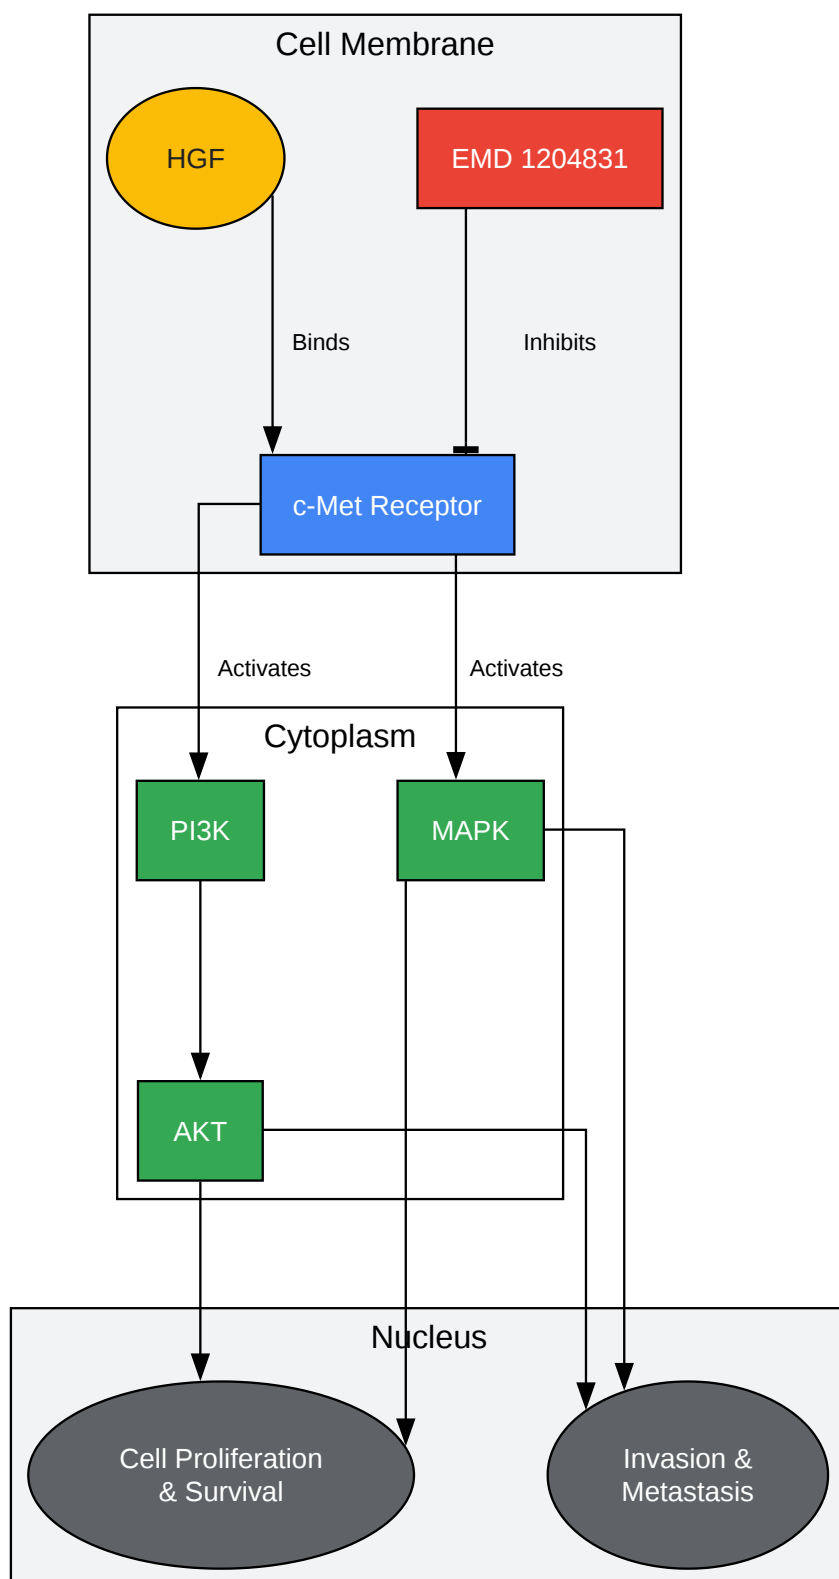 Cell Membrane
HGF
EMD 1204831
Binds
Inhibits
c-Met Receptor
Activates
Activates
Cytoplasm
PI3K
MAPK
AKT
Nucleus
Cell Proliferation
& Survival
Invasion &
Metastasis